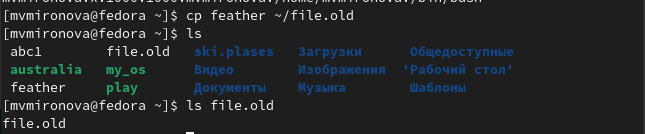 [mvmironova@fedora ~]$ cp feather ~/file.old
[mvmironova@fedora ~]$ ls
abc1 file.old ski.plases Загрузки Общедоступные
australia my_os Видео Изображения 'Рабочий стол'
feather play Документы Музыка Шаблоны
[mvmironova@fedora ~]$ ls file.old
file.old